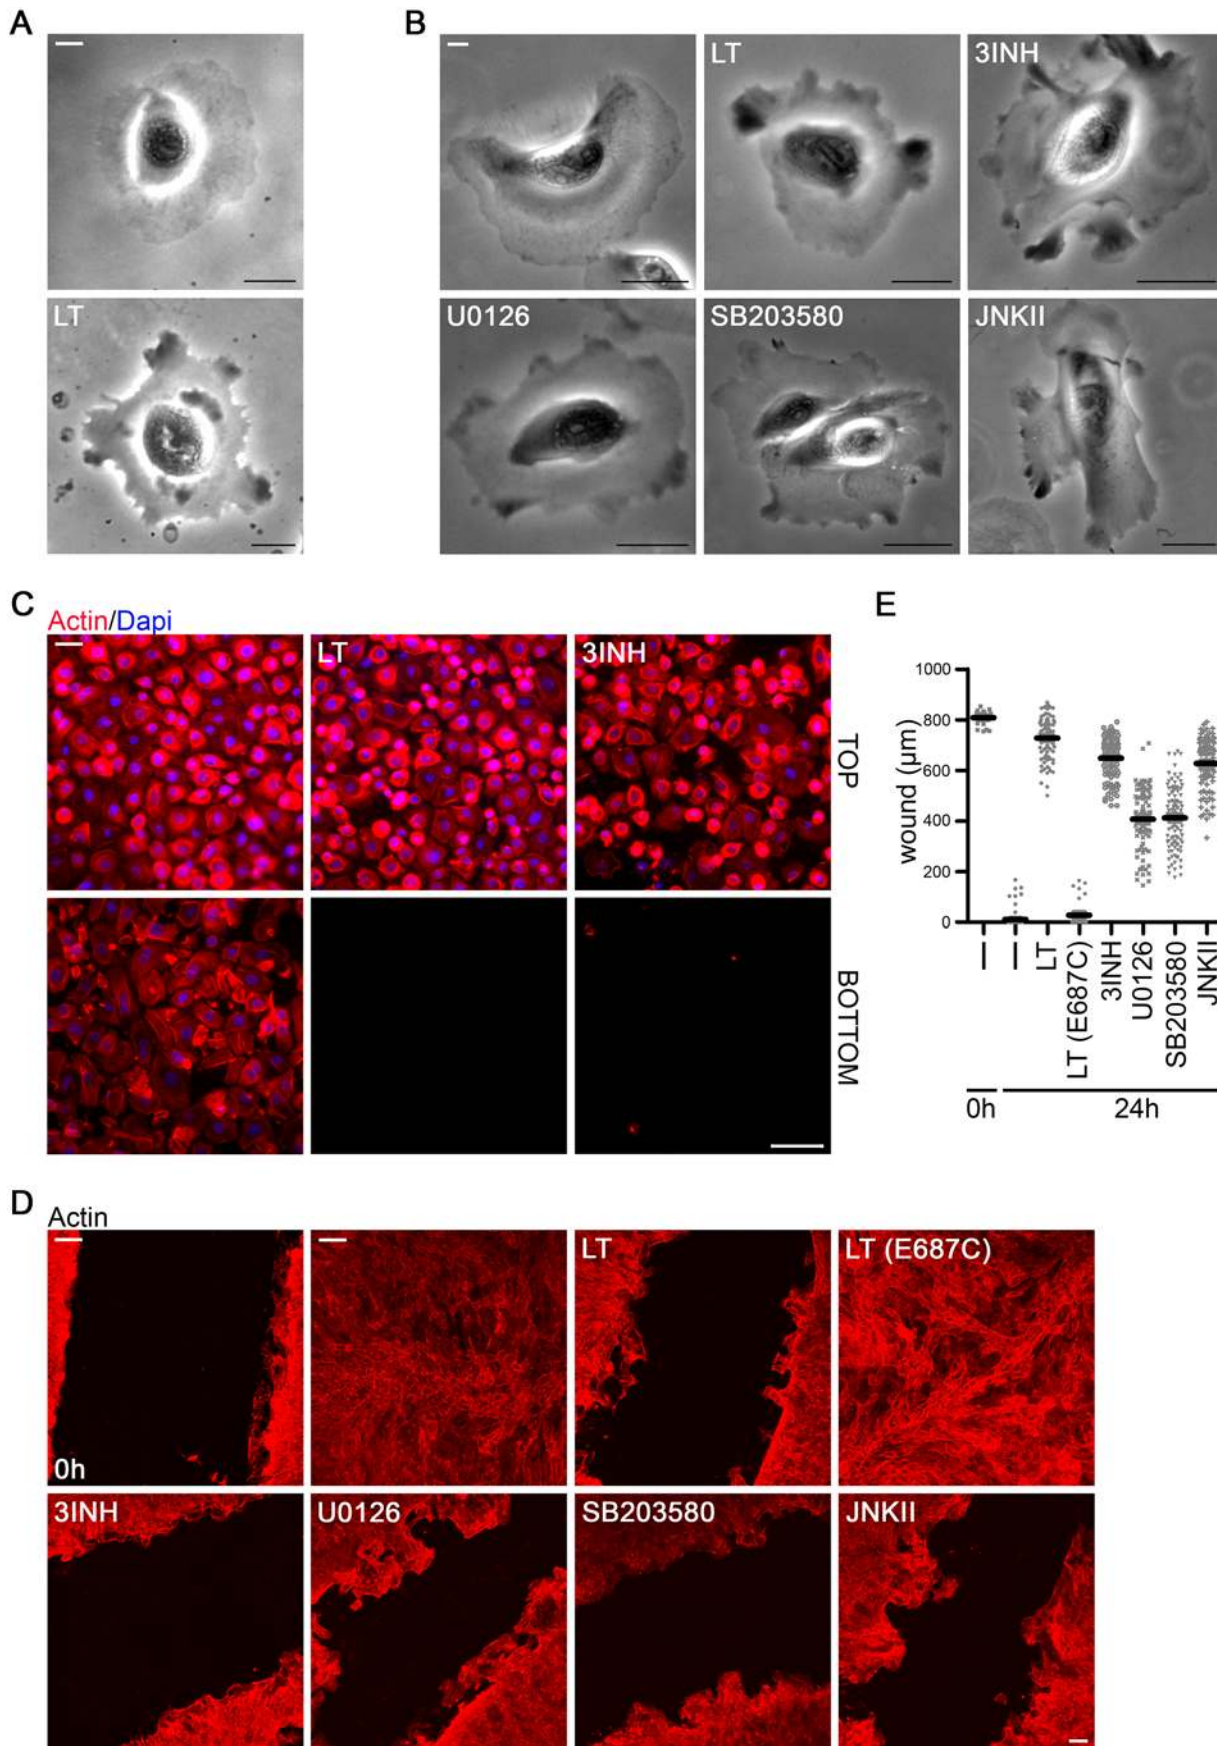 A
B
LT
3INH
LT
U0126
SB203580
JNKII
C
Actin/Dapi
LT
3INH
TOP
BOTTOM
E
1000
800
600
400
200
0
wound (µm)
—
—
LT
LT (E687C)
3INH
U0126
SB203580
JNKII
0h
24h
D
Actin
0h
LT
LT (E687C)
3INH
U0126
SB203580
JNKII